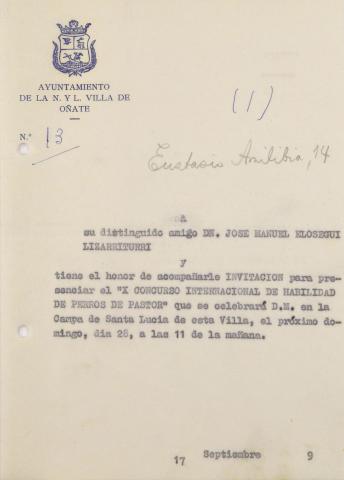 AYUNTAMIENTO
DE LA N. Y L. VILLA DE
OÑATE
N.º 13
(1)
Eustasio Amilibia, 14
a
su distinguido amigo DN. JOSE MANUEL ELOSEGUI
LIZARRITURRI
y
tiene el honor de acompañarle INVITACION para pre-
senciar el "X CONCURSO INTERNACIONAL DE HABILIDAD
DE PERROS DE PASTOR" que se celebrará D.M. en la
Campa de Santa Lucia de esta Villa, el próximo do-
mingo, dia 28, a las 11 de la mañana.
17 Septiembre 9